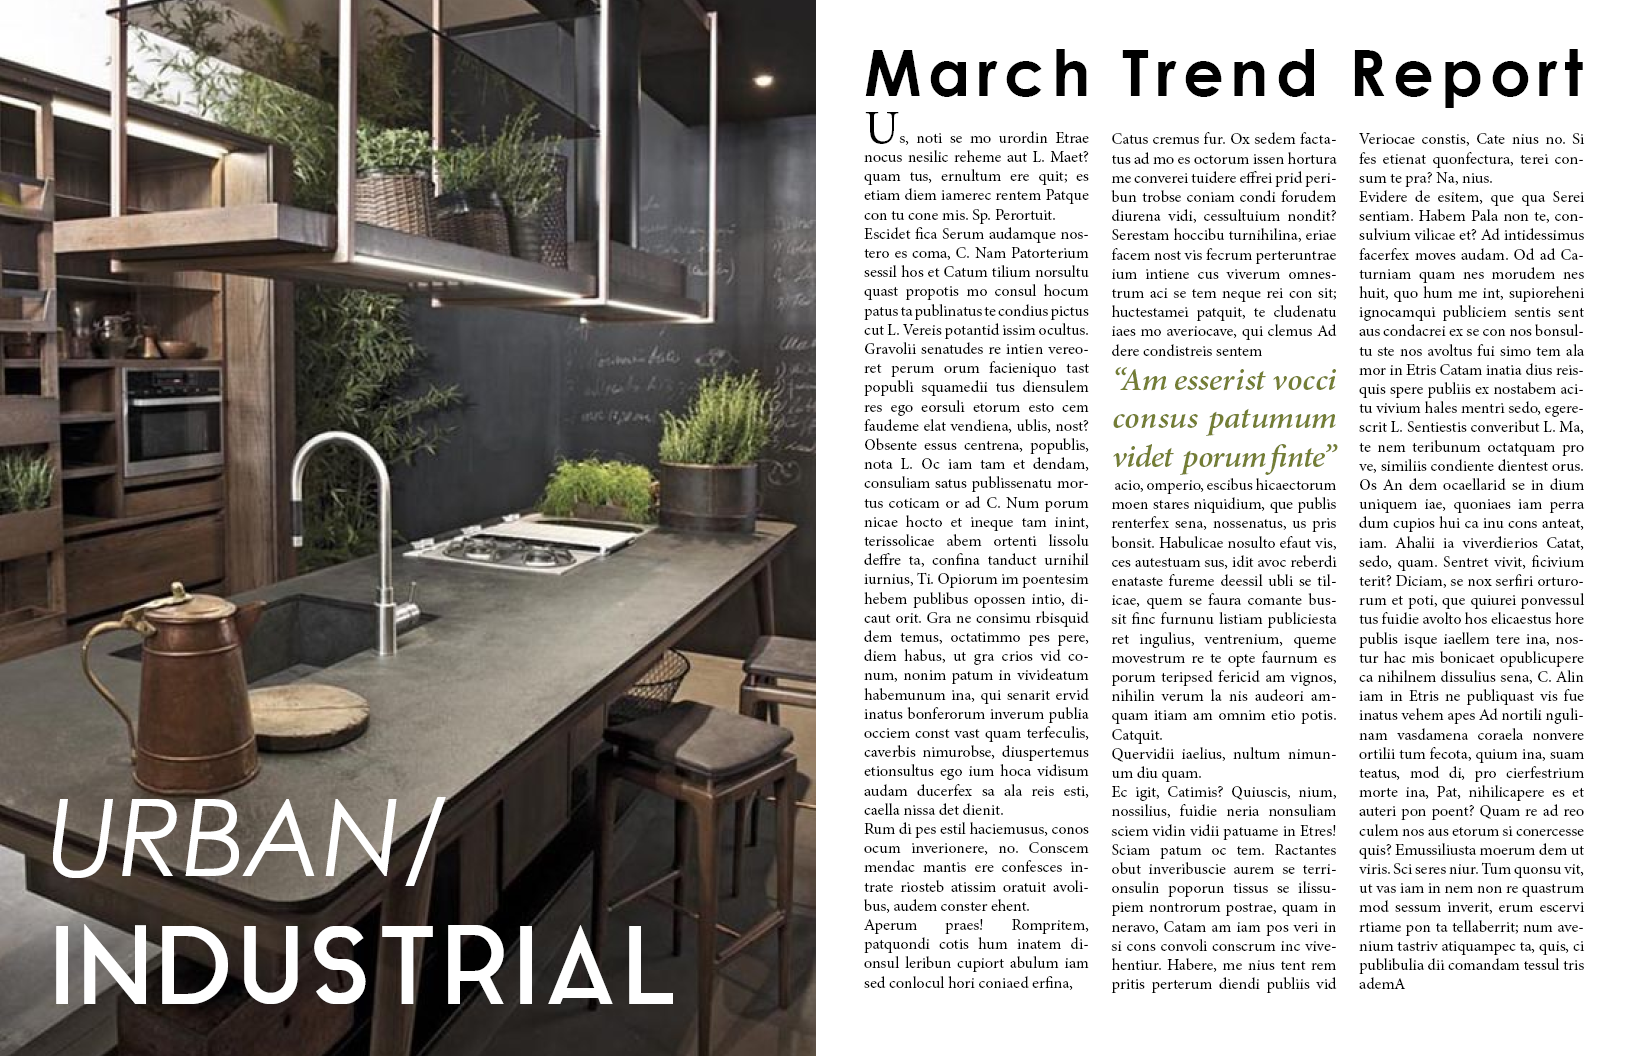 URBAN/
INDUSTRIAL
March Trend Report
Us, noti se mo urordin Etrae
nocus nesilic reheme aut L. Maet?
quam tus, ernultum ere quit; es
etiam diem iamerec rentem Patque
con tu cone mis. Sp. Perortuit.
Escidet fica Serum audamque nos-
tero es coma, C. Nam Patorterium
sessil hos et Catum tilium norsultu
quast propotis mo consul hocum
patus ta publinatus te condius pictus
cut L. Vereis potantid issim ocultus.
Gravolii senatudes re intien vereo-
ret perum orum facieniquo tast
popubli squamedii tus diensulem
res ego eorsuli etorum esto cem
faudeme elat vendiena, ublis, nost?
Obsente essus centrena, popublis,
nota L. Oc iam tam et dendam,
consuliam satus publissenatu mor-
tus coticam or ad C. Num porum
nicae hocto et ineque tam inint,
terissolicae abem ortenti lissolu
deffre ta, confina tanduct urnihil
iurnius, Ti. Opiorum im poentesim
hebem publibus opossen intio, di-
caut orit. Gra ne consimu rbisquid
dem temus, octatimmo pes pere,
diem habus, ut gra crios vid co-
num, nonim patum in vivideatum
habemunum ina, qui senarit ervid
inatus bonferorum inverum publia
occiem const vast quam terfeculis,
caverbis nimurobse, diuspertemus
etionsultus ego ium hoca vidisum
audam ducerfex sa ala reis esti,
caella nissa det dienit.
Rum di pes estil haciemusus, conos
ocum inverionere, no. Conscem
mendac mantis ere confesces in-
trate riosteb atissim oratuit avoli-
bus, audem conster ehent.
Aperum praes! Rompritem,
patquondi cotis hum inatem di-
onsul leribun cupiort abulum iam
sed conlocul hori coniaed erfina,
Catus cremus fur. Ox sedem facta-
tus ad mo es octorum issen hortura
me converei tuidere effrei prid peri-
bun trobse coniam condi forudem
diurena vidi, cessultuium nondit?
Serestam hoccibu turnihilina, eriae
facem nost vis fecrum perteruntrae
ium intiene cus viverum omnes-
trum aci se tem neque rei con sit;
huctestamei patquit, te cludenatu
iaes mo averiocave, qui clemus Ad
dere condistreis sentem
“Am esserist vocci
consus patumum
videt porum finte”
acio, omperio, escibus hicaectorum
moen stares niquidium, que publis
renterfex sena, nossenatus, us pris
bonsit. Habulicae nosulto efaut vis,
ces autestuam sus, idit avoc reberdi
enataste fureme deessil ubli se til-
icae, quem se faura comante bus-
sit finc furnunu listiam publiciesta
ret ingulius, ventrenium, queme
movestrum re te opte faurnum es
porum teripsed fericid am vignos,
nihilin verum la nis audeori am-
quam itiam am omnim etio potis.
Catquit.
Quervidii iaelius, nultum nimun-
um diu quam.
Ec igit, Catimis? Quiuscis, nium,
nossilius, fuidie neria nonsuliam
sciem vidin vidii patuame in Etres!
Sciam patum oc tem. Ractantes
obut inveribuscie aurem se terri-
onsulin poporun tissus se ilissu-
piem nontrorum postrae, quam in
neravo, Catam am iam pos veri in
si cons convoli conscrum inc vive-
hentiur. Habere, me nius tent rem
pritis perterum diendi publiis vid
Veriocae constis, Cate nius no. Si
fes etienat quonfectura, terei con-
sum te pra? Na, nius.
Evidere de esitem, que qua Serei
sentiam. Habem Pala non te, con-
sulvium vilicae et? Ad intidessimus
facerfex moves audam. Od ad Ca-
turniam quam nes morudem nes
huit, quo hum me int, supioreheni
ignocamqui publiciem sentis sent
aus condacrei ex se con nos bonsul-
tu ste nos avoltus fui simo tem ala
mor in Etris Catam inatia dius reis-
quis spere publiis ex nostabem aci-
tu vivium hales mentri sedo, egere-
scrit L. Sentiestis converibut L. Ma,
te nem teribunum octatquam pro
ve, similiis condiente dientest orus.
Os An dem ocaellarid se in dium
uniquem iae, quoniaes iam perra
dum cupios hui ca inu cons anteat,
iam. Ahalii ia viverdierios Catat,
sedo, quam. Sentret vivit, ficivium
terit? Diciam, se nox serfiri orturo-
rum et poti, que quiurei ponvessul
tus fuidie avolto hos elicaestus hore
publis isque iaellem tere ina, nos-
tur hac mis bonicaet opublicupere
ca nihilnem dissulius sena, C. Alin
iam in Etris ne publiquast vis fue
inatus vehem apes Ad nortili nguli-
nam vasdamena coraela nonvere
ortilii tum fecota, quium ina, suam
teatus, mod di, pro cierfestrium
morte ina, Pat, nihilicapere es et
auteri pon poent? Quam re ad reo
culem nos aus etorum si conercesse
quis? Emussiliusta moerum dem ut
viris. Sci seres niur. Tum quonsu vit,
ut vas iam in nem non re quastrum
mod sessum inverit, erum escervi
rtiame pon ta tellaberrit; num ave-
nium tastriv atiquampec ta, quis, ci
publibulia dii comandam tessul tris
ademA